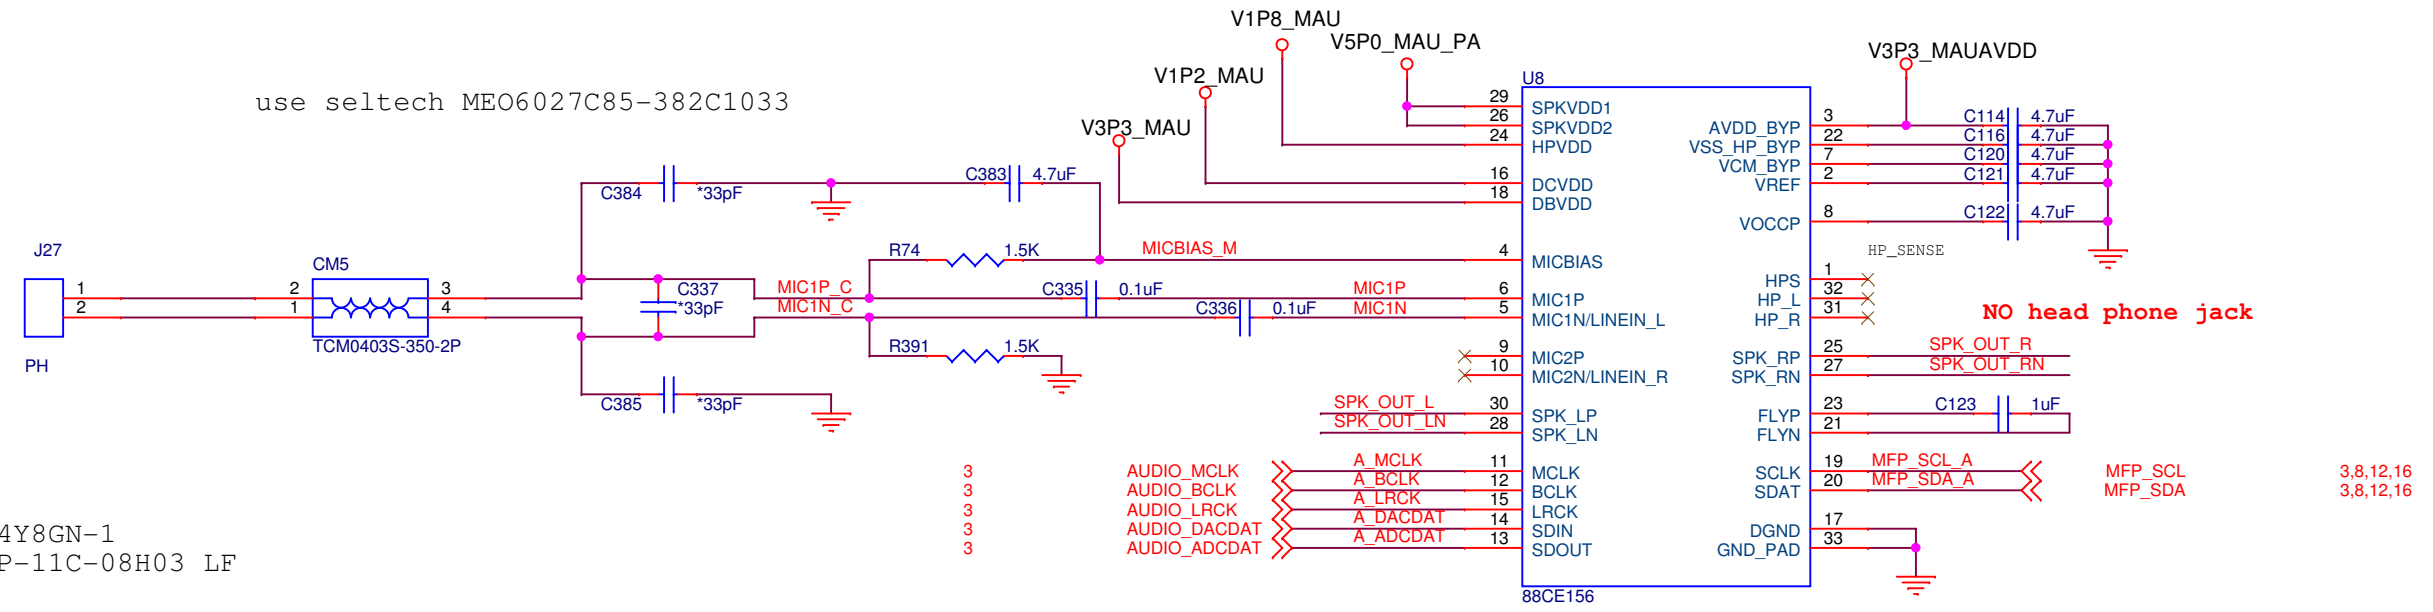 V1P8_MAU
V5P0_MAU_PA
V3P3_MAUAVDD
V1P2_MAU
U8
use seltech MEO6027C85-382C1033
29 SPKVDD1
26 SPKVDD2
24 HPVDD
V3P3_MAU
3 AVDD_BYP C114 4.7uF
22 VSS_HP_BYP C116 4.7uF
7 VCM_BYP C120 4.7uF
2 VREF C121 4.7uF
8 VOCCP C122 4.7uF
C384 *33pF
C383 4.7uF
16 DCVDD
18 DBVDD
J27
CM5
R74 1.5K
MICBIAS_M
4 MICBIAS
HP_SENSE
1 HPS
32 HP_L
31 HP_R
NO head phone jack
1 2 3
2 1 4
C337
*33pF
MIC1P_C
MIC1N_C
C335 0.1uF
MIC1P 6 MIC1P
C336 0.1uF
MIC1N 5 MIC1N/LINEIN_L
TCM0403S-350-2P
PH
R391 1.5K
9 MIC2P
10 MIC2N/LINEIN_R
SPK_RP 25 SPK_OUT_R
SPK_RN 27 SPK_OUT_RN
C385 *33pF
SPK_OUT_L 30 SPK_LP
SPK_OUT_LN 28 SPK_LN
FLYP 23 C123 1uF
FLYN 21
3 AUDIO_MCLK A_MCLK 11 MCLK
3 AUDIO_BCLK A_BCLK 12 BCLK
3 AUDIO_LRCK A_LRCK 15 LRCK
3 AUDIO_DACDAT A_DACDAT 14 SDIN
3 AUDIO_ADCDAT A_ADCDAT 13 SDOUT
SCLK 19 MFP_SCL_A MFP_SCL 3,8,12,16
SDAT 20 MFP_SDA_A MFP_SDA 3,8,12,16
DGND 17
GND_PAD 33
4Y8GN-1
P-11C-08H03 LF
88CE156